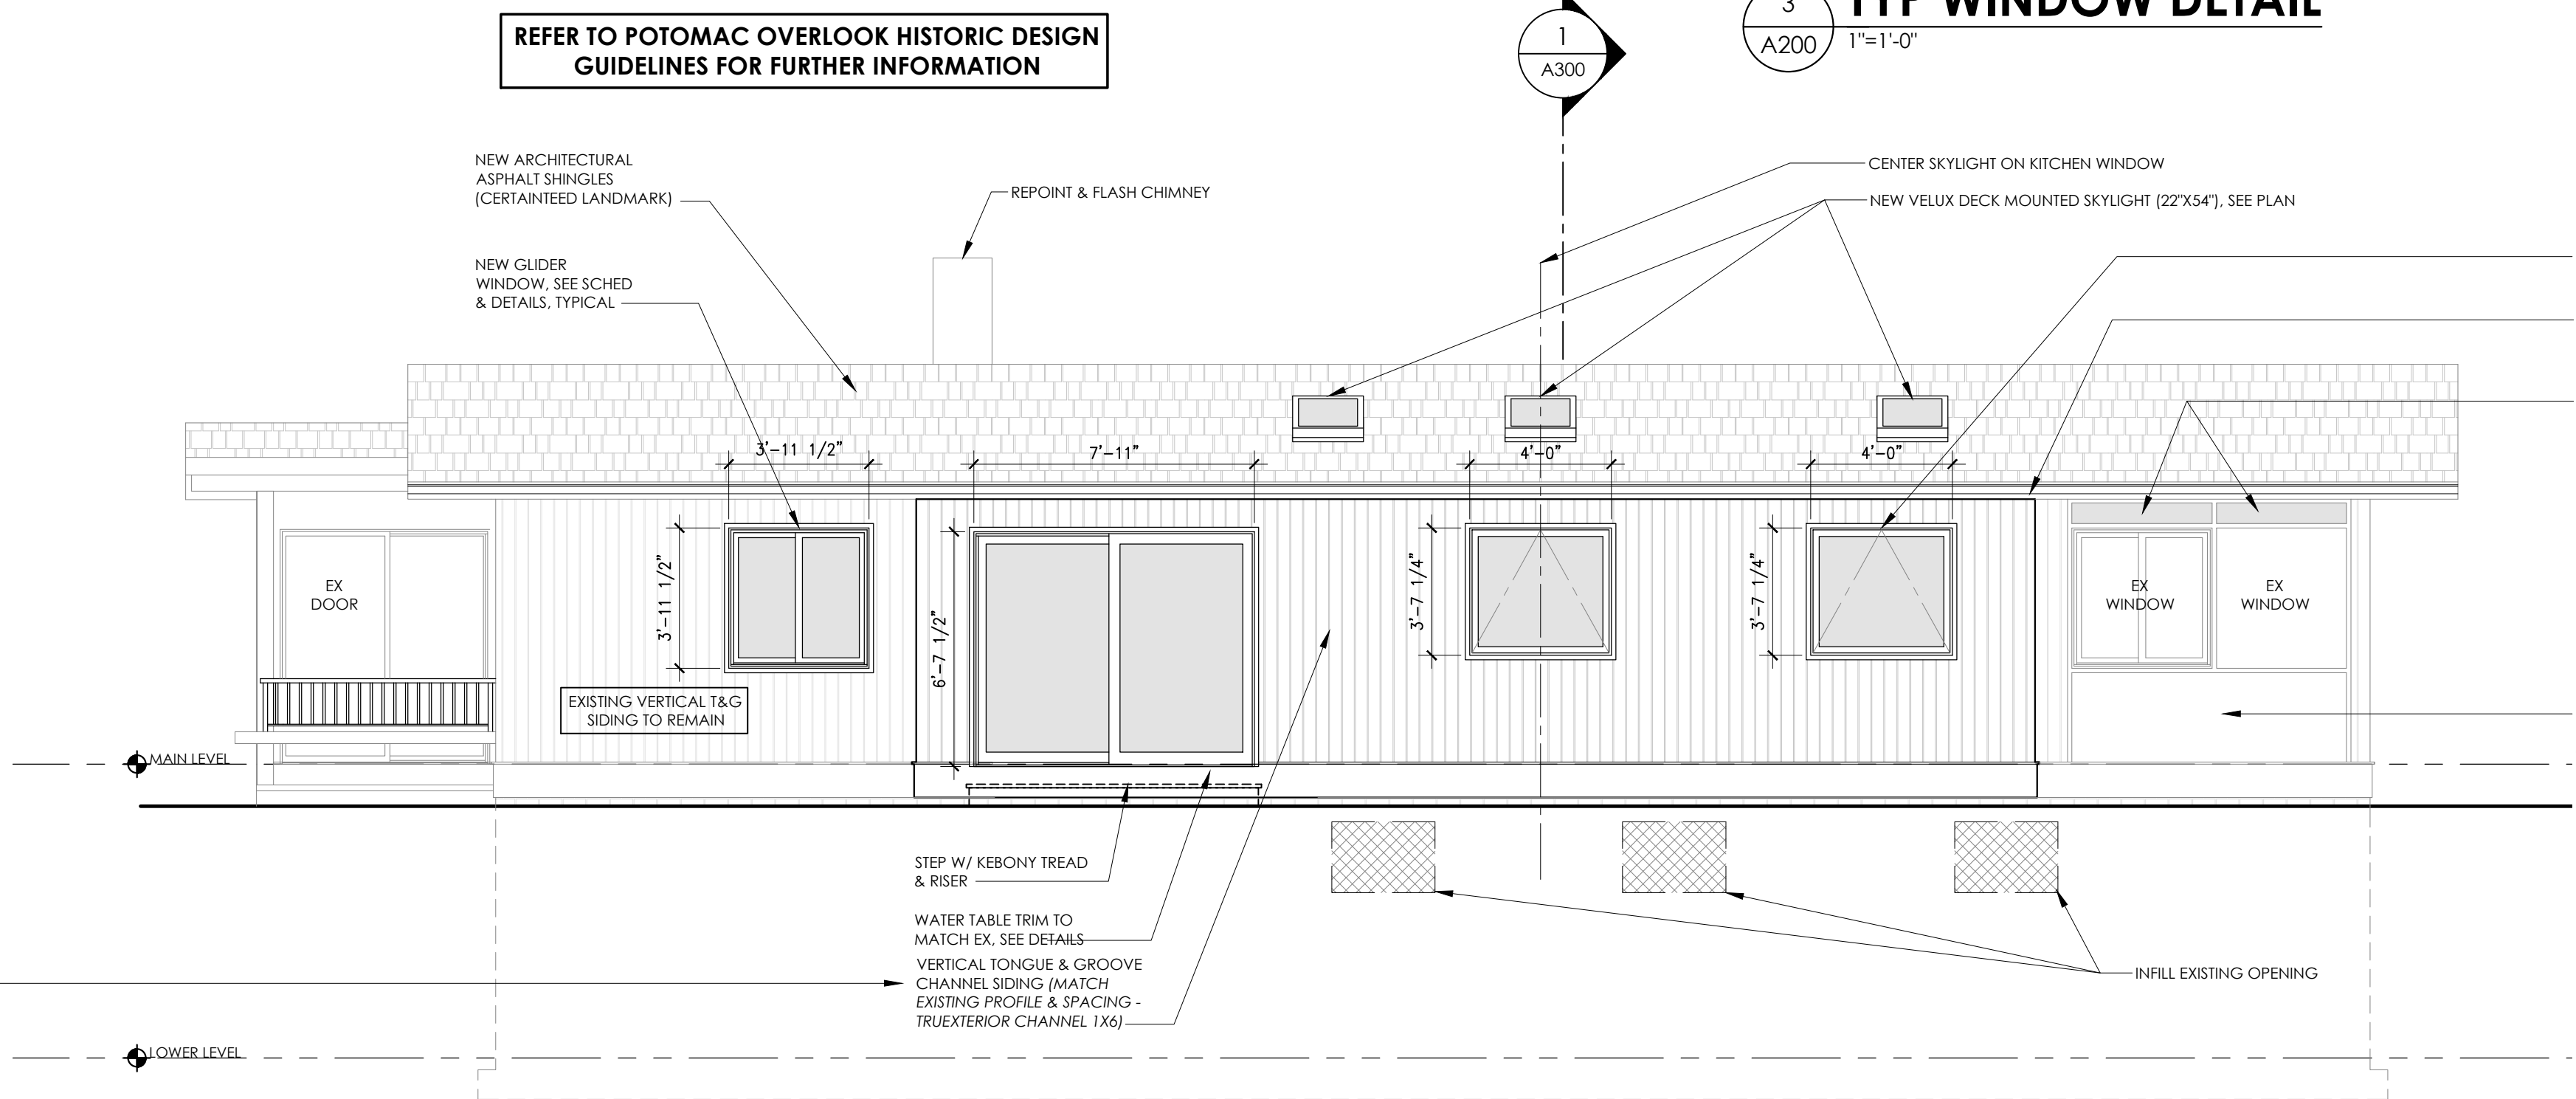 REFER TO POTOMAC OVERLOOK HISTORIC DESIGN
GUIDELINES FOR FURTHER INFORMATION
1
A300
3
A200
TYP WINDOW DETAIL
1"=1'-0"
NEW ARCHITECTURAL
ASPHALT SHINGLES
(CERTAINTEED LANDMARK)
REPOINT & FLASH CHIMNEY
CENTER SKYLIGHT ON KITCHEN WINDOW
NEW VELUX DECK MOUNTED SKYLIGHT (22"X54"), SEE PLAN
NEW GLIDER
WINDOW, SEE SCHED
& DETAILS, TYPICAL
3'-11 1/2"
7'-11"
4'-0"
4'-0"
3'-11 1/2"
6'-7 1/2"
3'-7 1/4"
3'-7 1/4"
EX
DOOR
EX
WINDOW
EX
WINDOW
EXISTING VERTICAL T&G
SIDING TO REMAIN
MAIN LEVEL
STEP W/ KEBONY TREAD
& RISER
WATER TABLE TRIM TO
MATCH EX, SEE DETAILS
VERTICAL TONGUE & GROOVE
CHANNEL SIDING (MATCH
EXISTING PROFILE & SPACING -
TRUEXTERIOR CHANNEL 1X6)
INFILL EXISTING OPENING
LOWER LEVEL